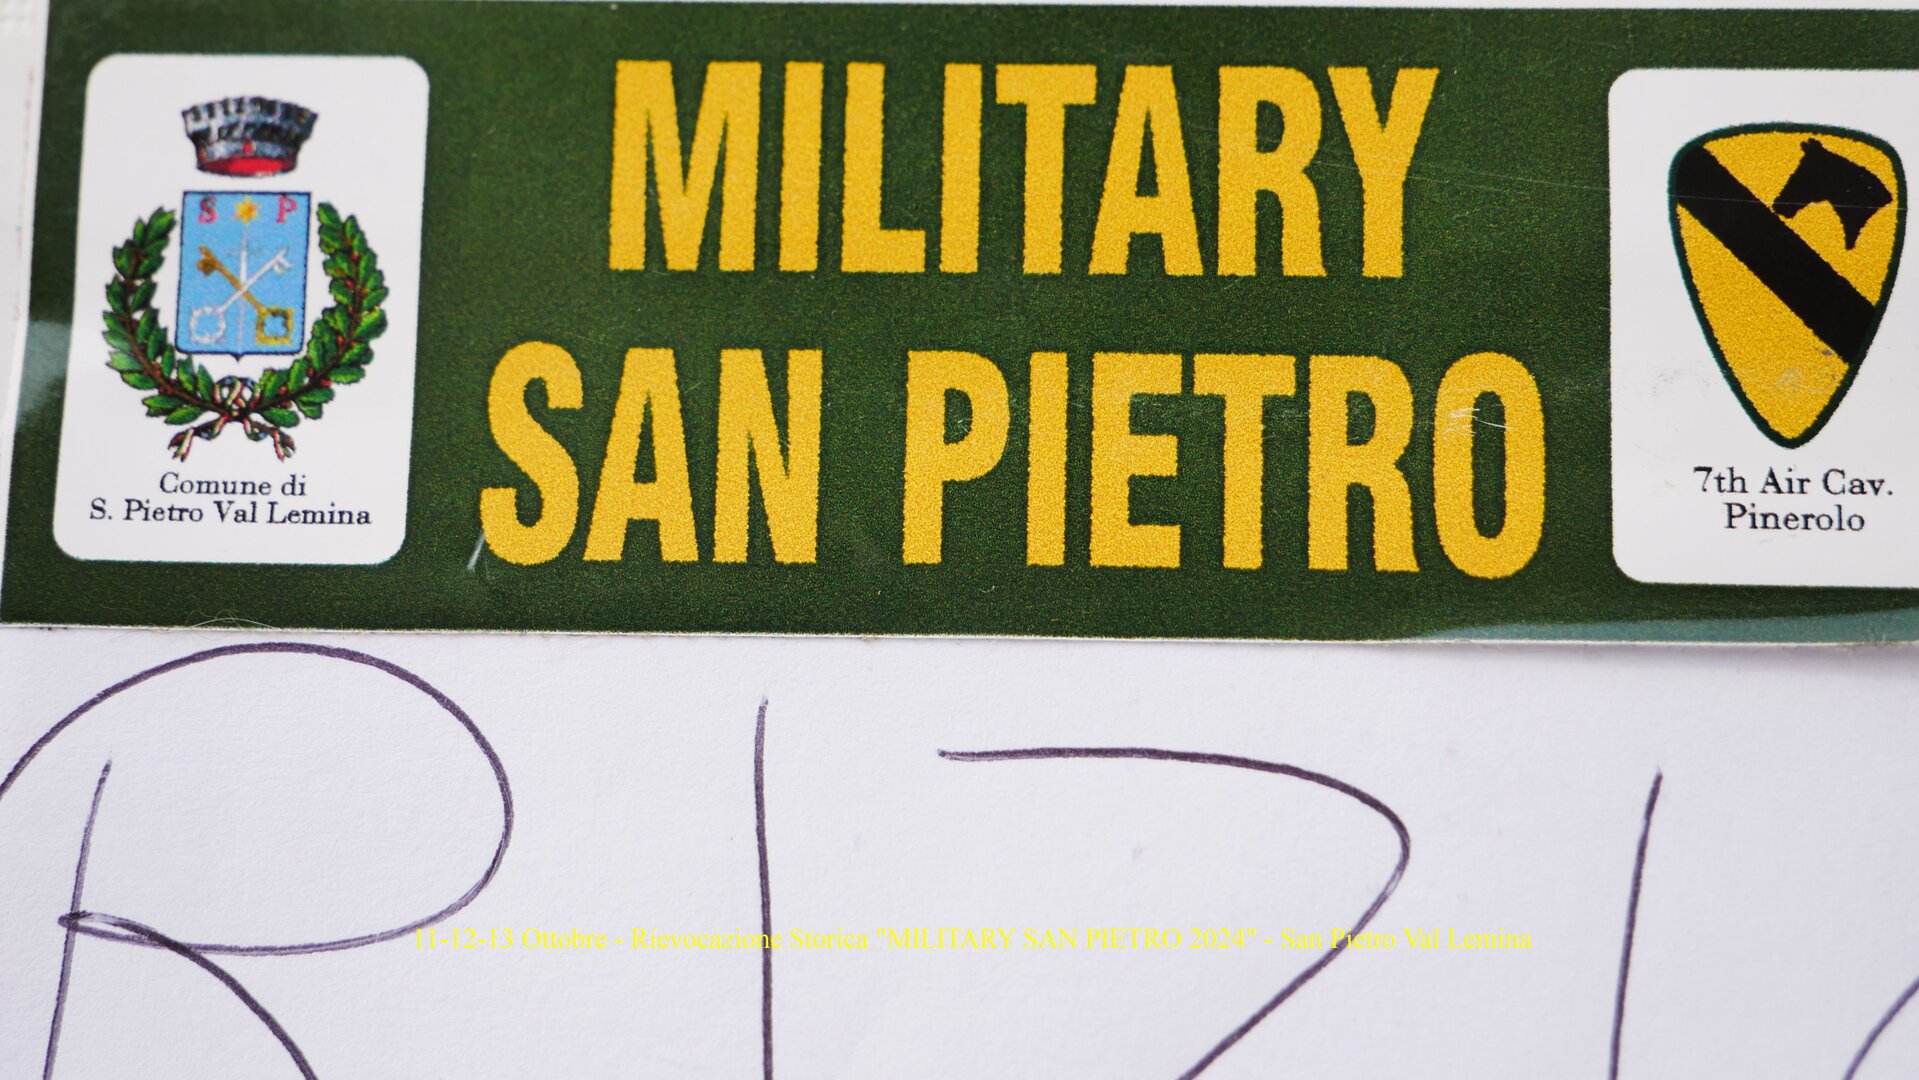 S P
Comune di
S. Pietro Val Lemina
MILITARY
SAN PIETRO
7th Air Cav.
Pinerolo
11-12-13 Ottobre - Rievocazione Storica "MILITARY SAN PIETRO 2024" - San Pietro Val Lemina